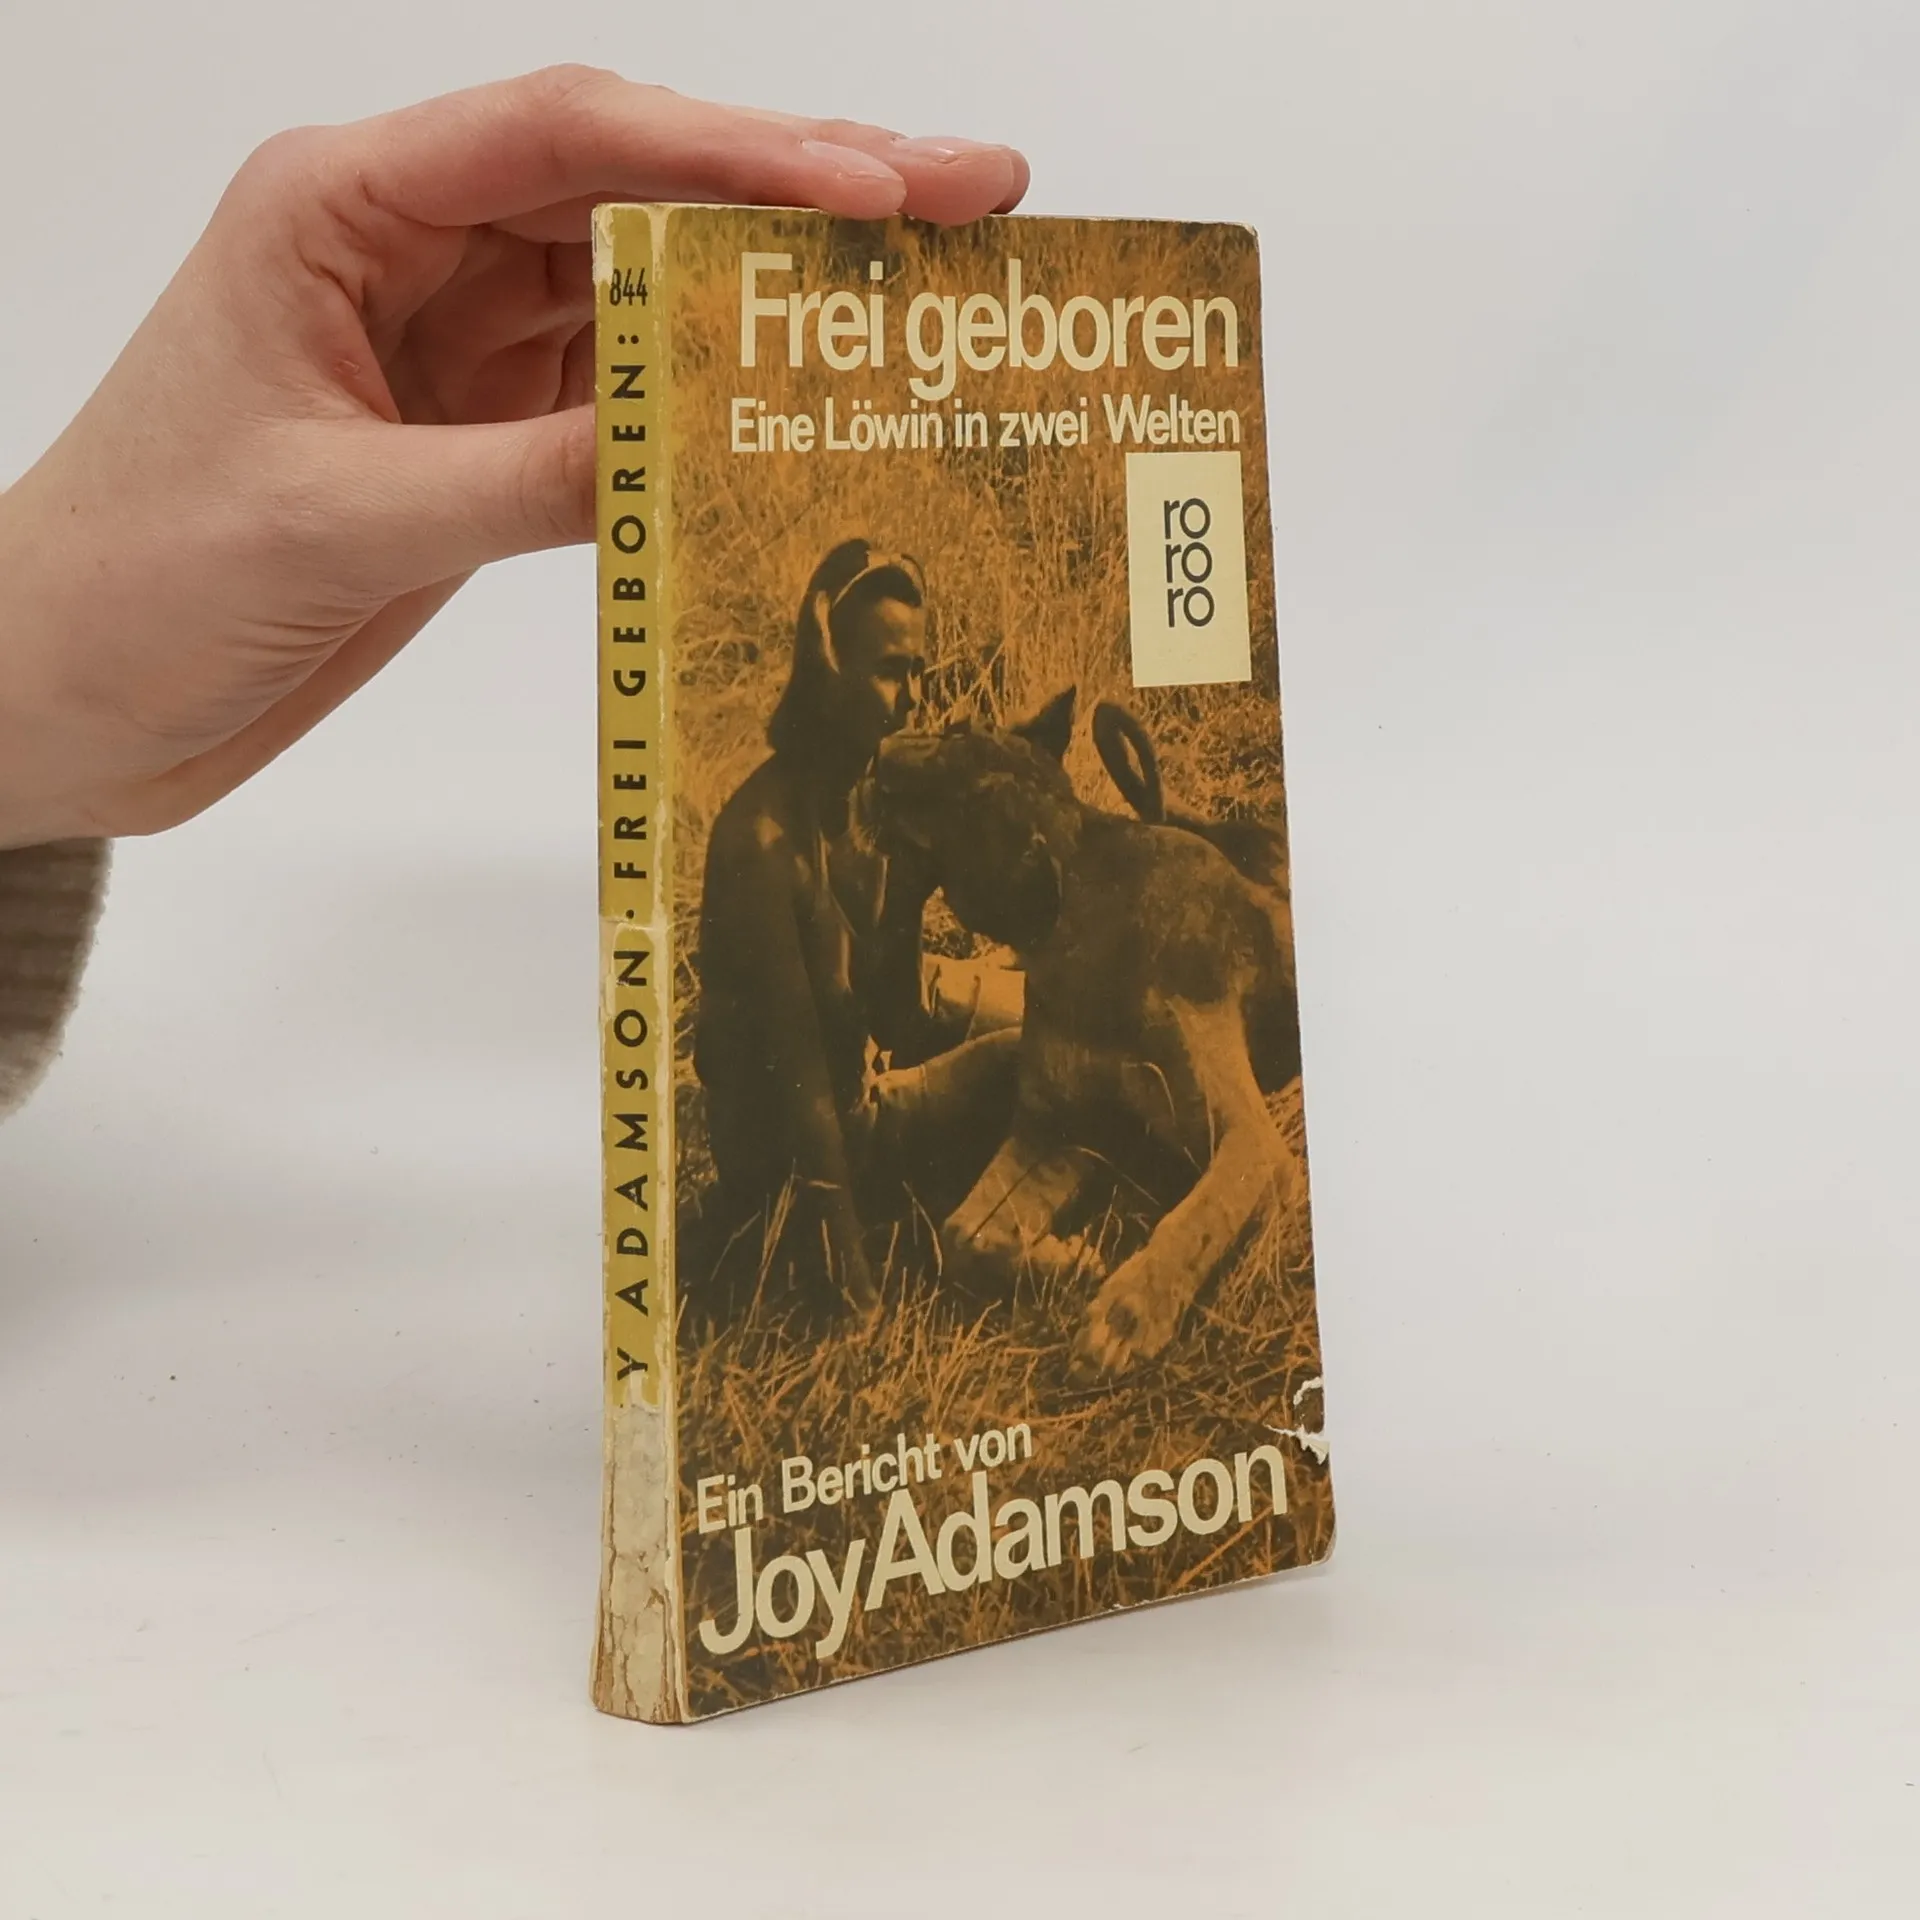 844
Y ADAMSON · FREI GEBOREN:
Frei geboren
Eine Löwin in zwei Welten
ro
ro
ro
Ein Bericht von
Joy Adamson